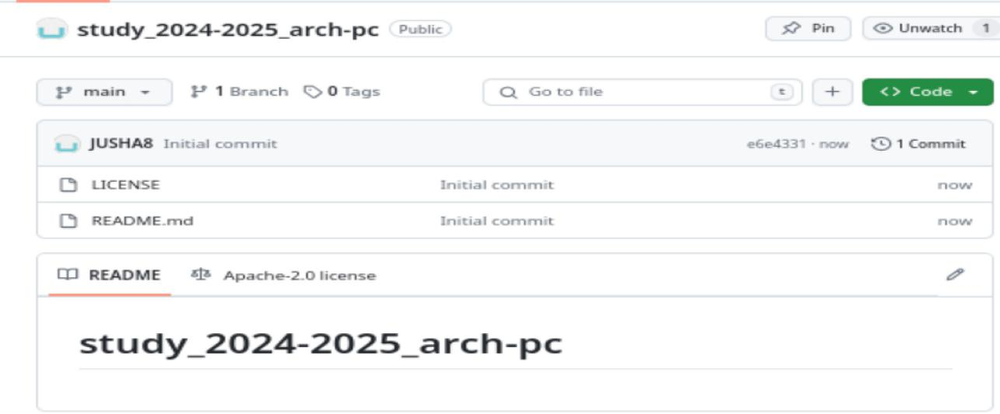 study_2024-2025_arch-pc Public Pin Unwatch 1
main 1 Branch 0 Tags Go to file t + <> Code
JUSHA8 Initial commit e6e4331 · now 1 Commit
LICENSE Initial commit now
README.md Initial commit now
README Apache-2.0 license
study_2024-2025_arch-pc